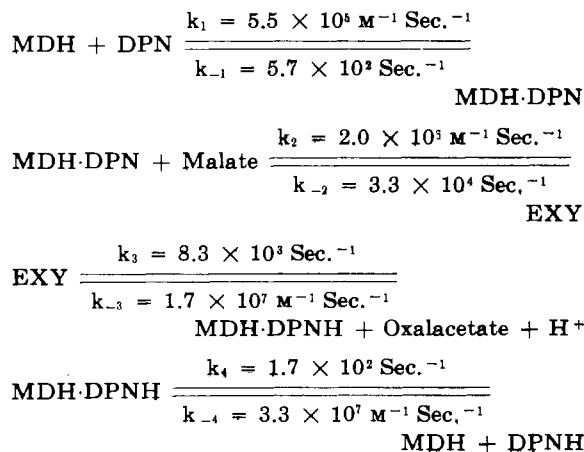 MDH + DPN k₁ = 5.5 × 10⁵ M⁻¹ Sec.⁻¹
k₋₁ = 5.7 × 10² Sec.⁻¹
MDH·DPN
MDH·DPN + Malate k₂ = 2.0 × 10⁵ M⁻¹ Sec.⁻¹
k₋₂ = 3.3 × 10⁴ Sec.⁻¹
EXY
EXY k₃ = 8.3 × 10³ Sec.⁻¹
k₋₃ = 1.7 × 10⁷ M⁻¹ Sec.⁻¹
MDH·DPNH + Oxalacetate + H⁺
MDH·DPNH k₄ = 1.7 × 10² Sec.⁻¹
k₋₄ = 3.3 × 10⁷ M⁻¹ Sec.⁻¹
MDH + DPNH